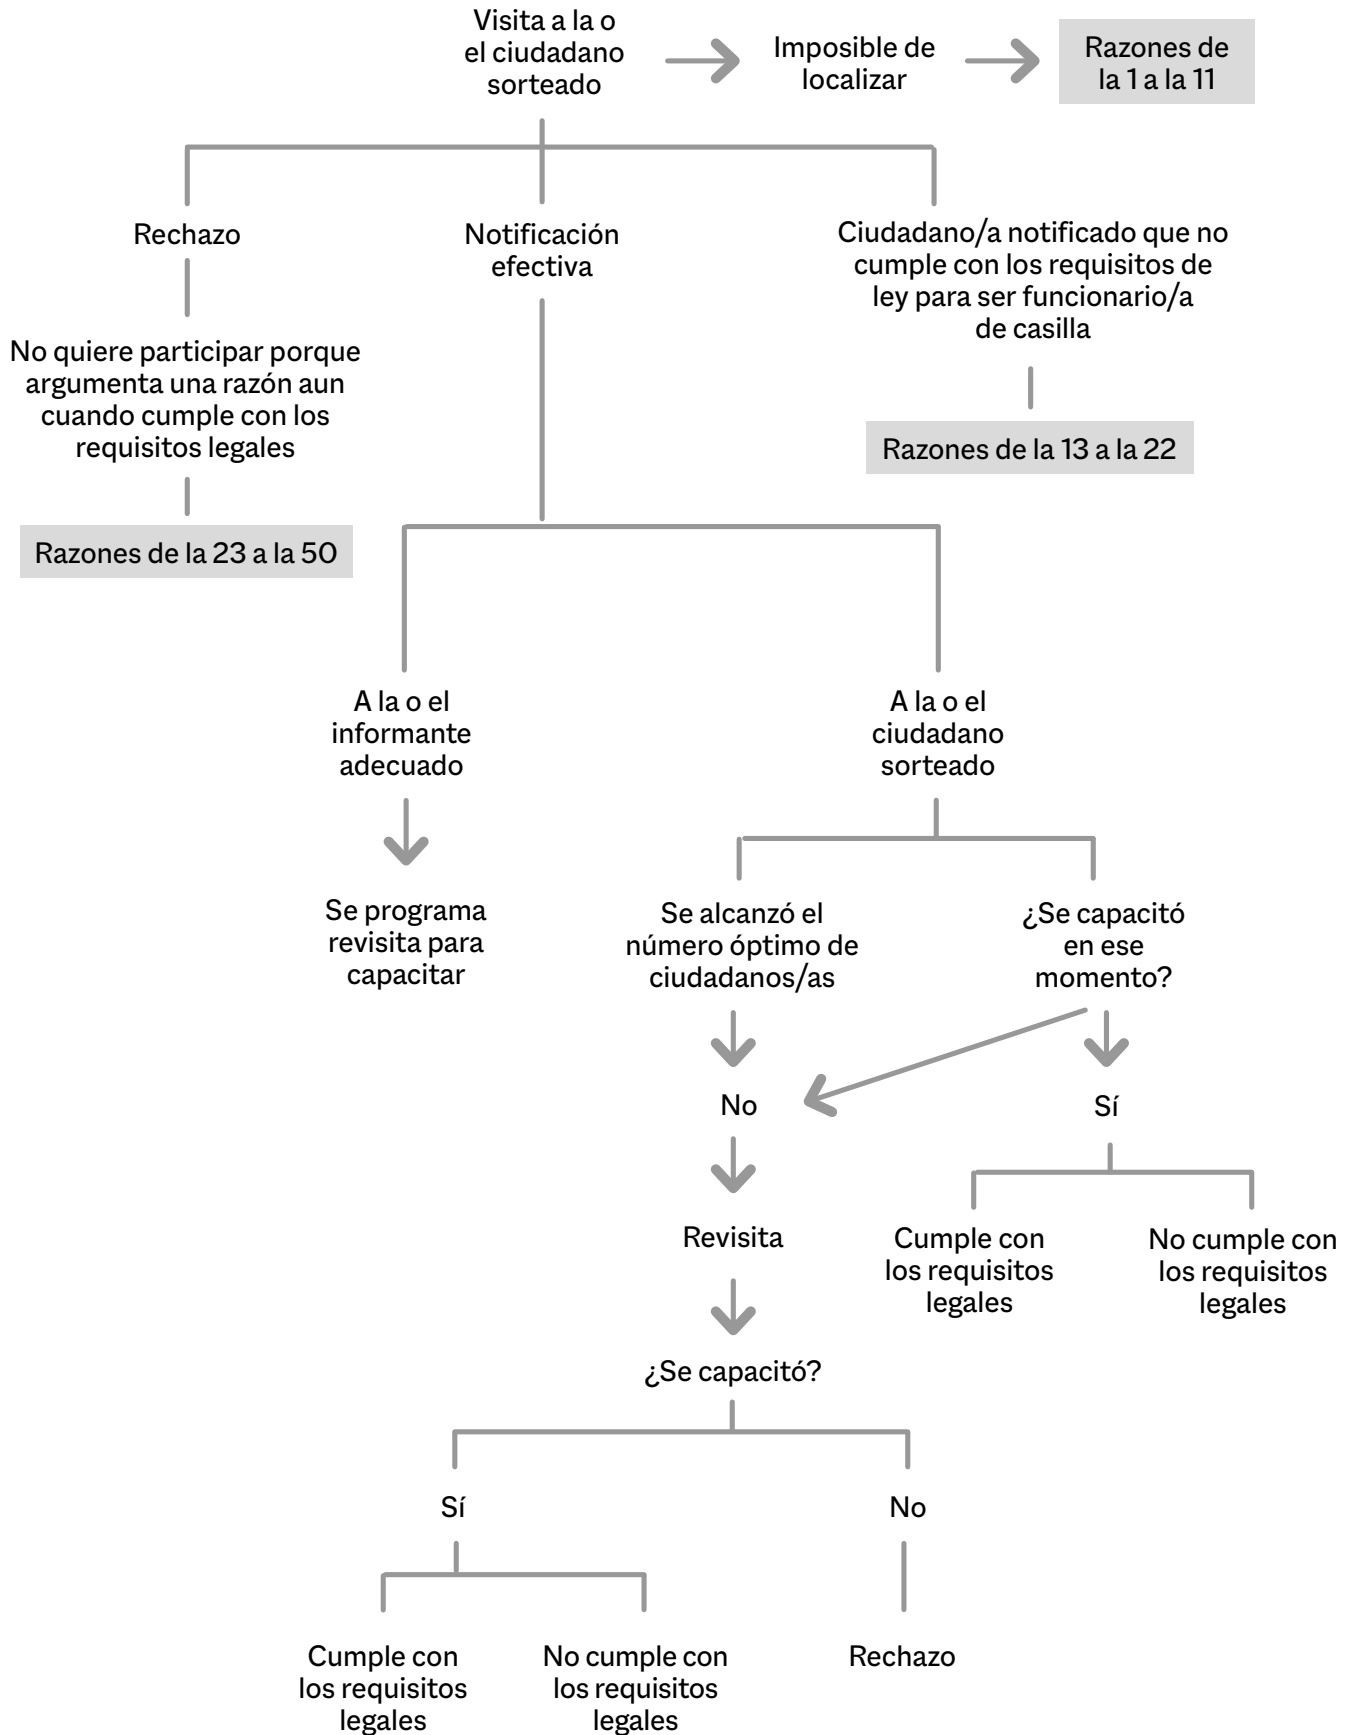 Visita a la o
el ciudadano
sorteado
Imposible de
localizar
Razones de
la 1 a la 11
Rechazo
Notificación
efectiva
Ciudadano/a notificado que no
cumple con los requisitos de
ley para ser funcionario/a
de casilla
No quiere participar porque
argumenta una razón aun
cuando cumple con los
requisitos legales
Razones de la 13 a la 22
Razones de la 23 a la 50
A la o el
informante
adecuado
A la o el
ciudadano
sorteado
Se programa
revisita para
capacitar
Se alcanzó el
número óptimo de
ciudadanos/as
¿Se capacitó
en ese
momento?
No
Sí
Revisita
Cumple con
los requisitos
legales
No cumple con
los requisitos
legales
¿Se capacitó?
Sí
No
Cumple con
los requisitos
legales
No cumple con
los requisitos
legales
Rechazo